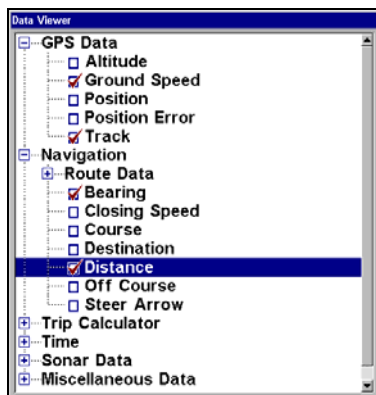 Data Viewer
GPS Data
Altitude
Ground Speed
Position
Position Error
Track
Navigation
Route Data
Bearing
Closing Speed
Course
Destination
Distance
Off Course
Steer Arrow
Trip Calculator
Time
Sonar Data
Miscellaneous Data